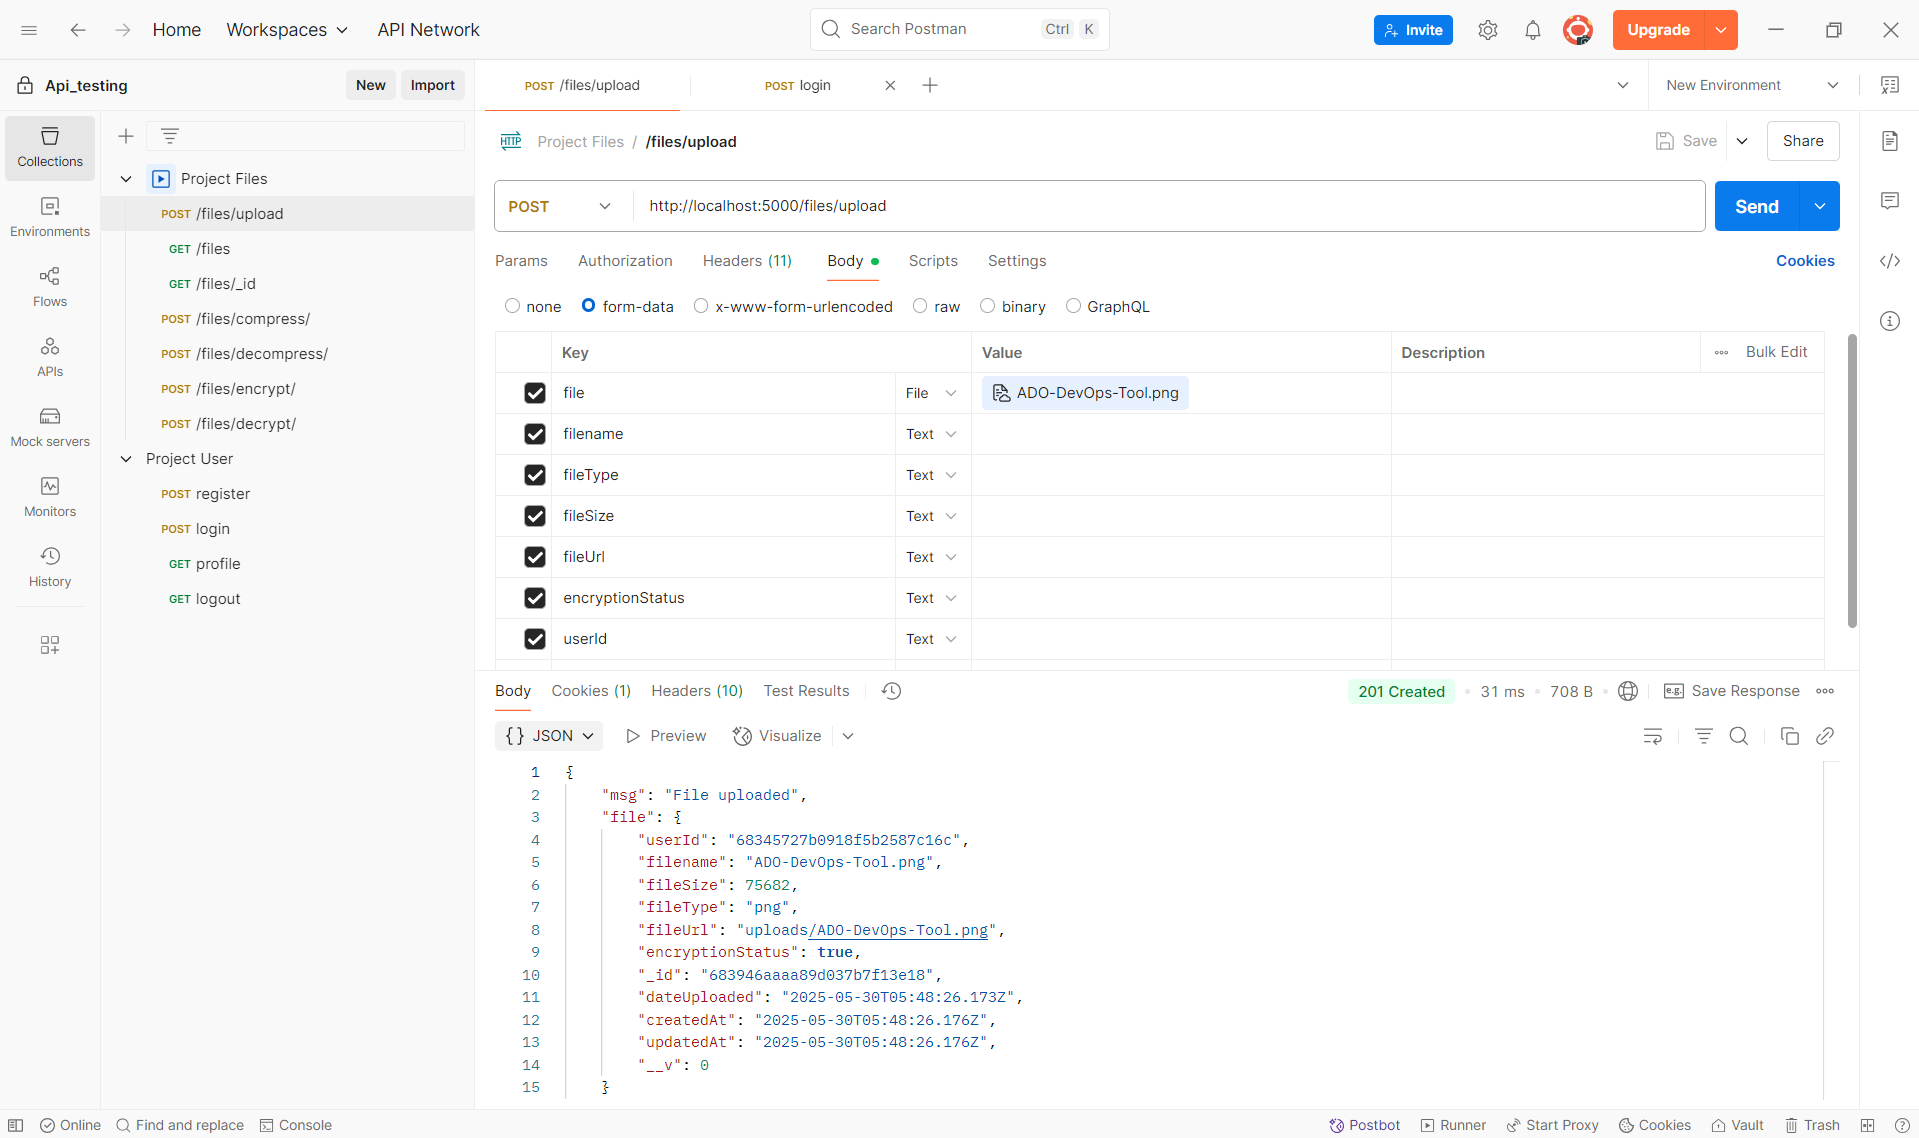 Home Workspaces API Network Search Postman Ctrl K Invite Upgrade
Api_testing New Import POST /files/upload POST login New Environment
Collections
Environments
Flows
APIs
Mock servers
Monitors
History
Project Files
POST /files/upload
GET /files
GET /files/_id
POST /files/compress/
POST /files/decompress/
POST /files/encrypt/
POST /files/decrypt/
Project User
POST register
POST login
GET profile
GET logout
HTTP Project Files / /files/upload Save Share
POST http://localhost:5000/files/upload Send
Params Authorization Headers (11) Body Scripts Settings Cookies
none form-data x-www-form-urlencoded raw binary GraphQL
Key Value Description Bulk Edit
file File ADO-DevOps-Tool.png
filename Text
fileType Text
fileSize Text
fileUrl Text
encryptionStatus Text
userId Text
Body Cookies (1) Headers (10) Test Results 201 Created 31 ms 708 B e.g. Save Response
{} JSON Preview Visualize
1 {
2 "msg": "File uploaded",
3 "file": {
4 "userId": "68345727b0918f5b2587c16c",
5 "filename": "ADO-DevOps-Tool.png",
6 "fileSize": 75682,
7 "fileType": "png",
8 "fileUrl": "uploads/ADO-DevOps-Tool.png",
9 "encryptionStatus": true,
10 "_id": "683946aaaa89d037b7f13e18",
11 "dateUploaded": "2025-05-30T05:48:26.173Z",
12 "createdAt": "2025-05-30T05:48:26.176Z",
13 "updatedAt": "2025-05-30T05:48:26.176Z",
14 "__v": 0
15 }
Online Find and replace Console Postbot Runner Start Proxy Cookies Vault Trash